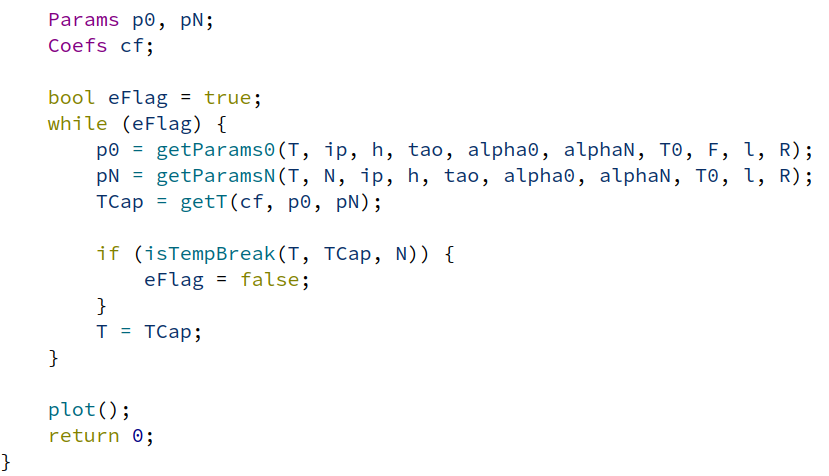 Params p0, pN;
    Coefs cf;

    bool eFlag = true;
    while (eFlag) {
        p0 = getParams0(T, ip, h, tao, alpha0, alphaN, T0, F, l, R);
        pN = getParamsN(T, N, ip, h, tao, alpha0, alphaN, T0, l, R);
        TCap = getT(cf, p0, pN);

        if (isTempBreak(T, TCap, N)) {
            eFlag = false;
        }
        T = TCap;
    }

    plot();
    return 0;
}